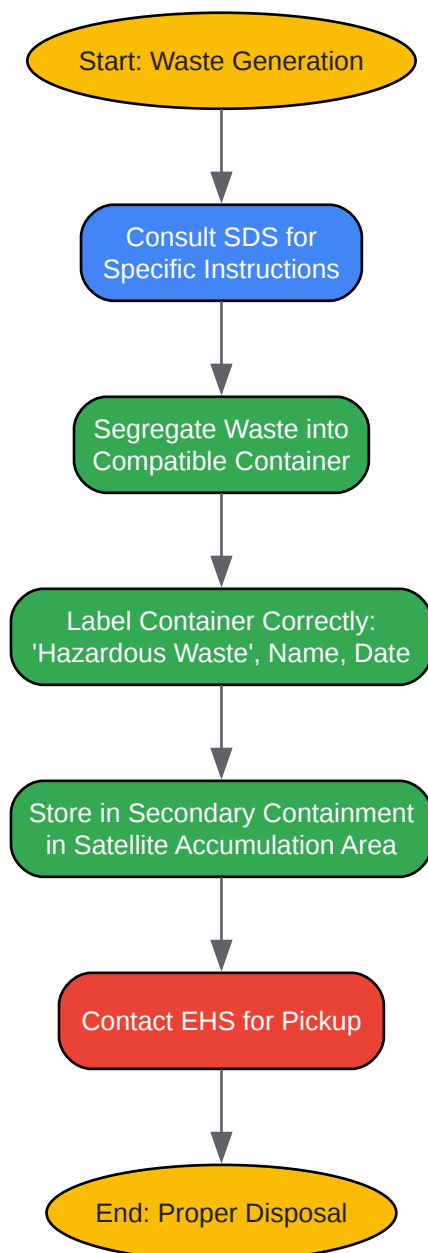 Start: Waste Generation
Consult SDS for
Specific Instructions
Segregate Waste into
Compatible Container
Label Container Correctly:
'Hazardous Waste', Name, Date
Store in Secondary Containment
in Satellite Accumulation Area
Contact EHS for Pickup
End: Proper Disposal